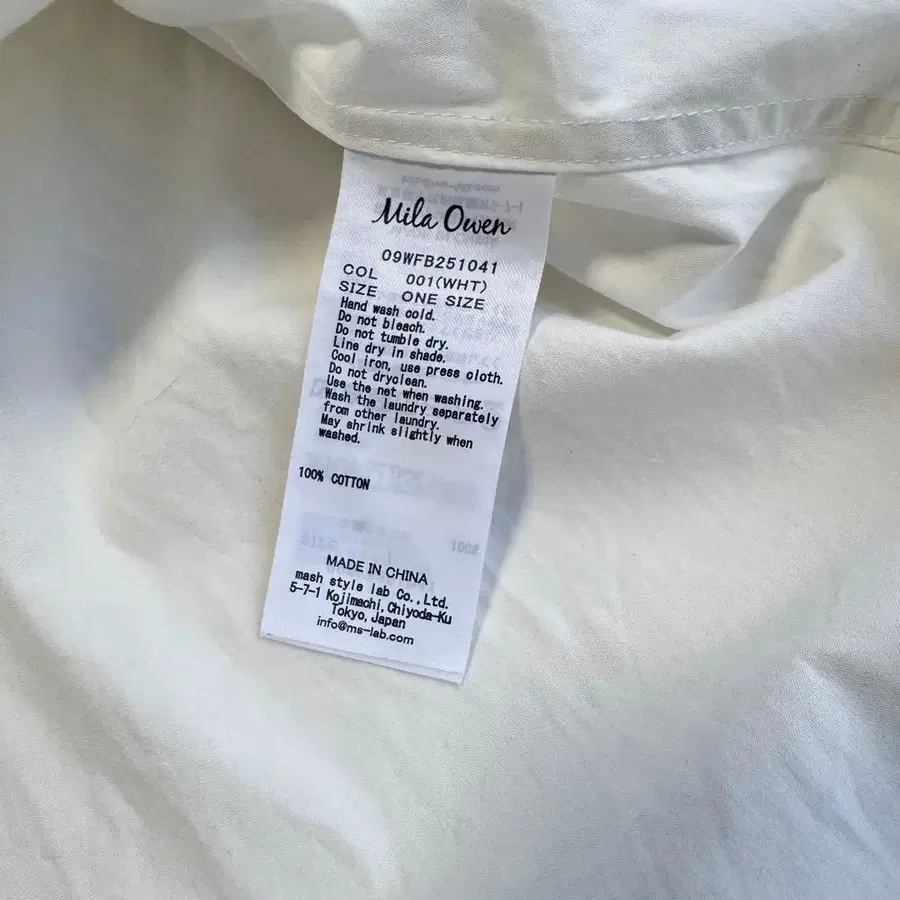 Mila Owen
09WFB251041
COL 001(WHT)
SIZE ONE SIZE
Hand wash cold.
Do not bleach.
Do not tumble dry.
Line dry in shade.
Cool iron, use press cloth.
Do not dryclean.
Use the net when washing.
Wash the laundry separately
from other laundry.
May shrink slightly when
washed.
100% COTTON
MADE IN CHINA
mash style lab Co.,Ltd.
5-7-1 Kojimachi,Chiyoda-Ku
Tokyo,Japan
info@ms-lab.com